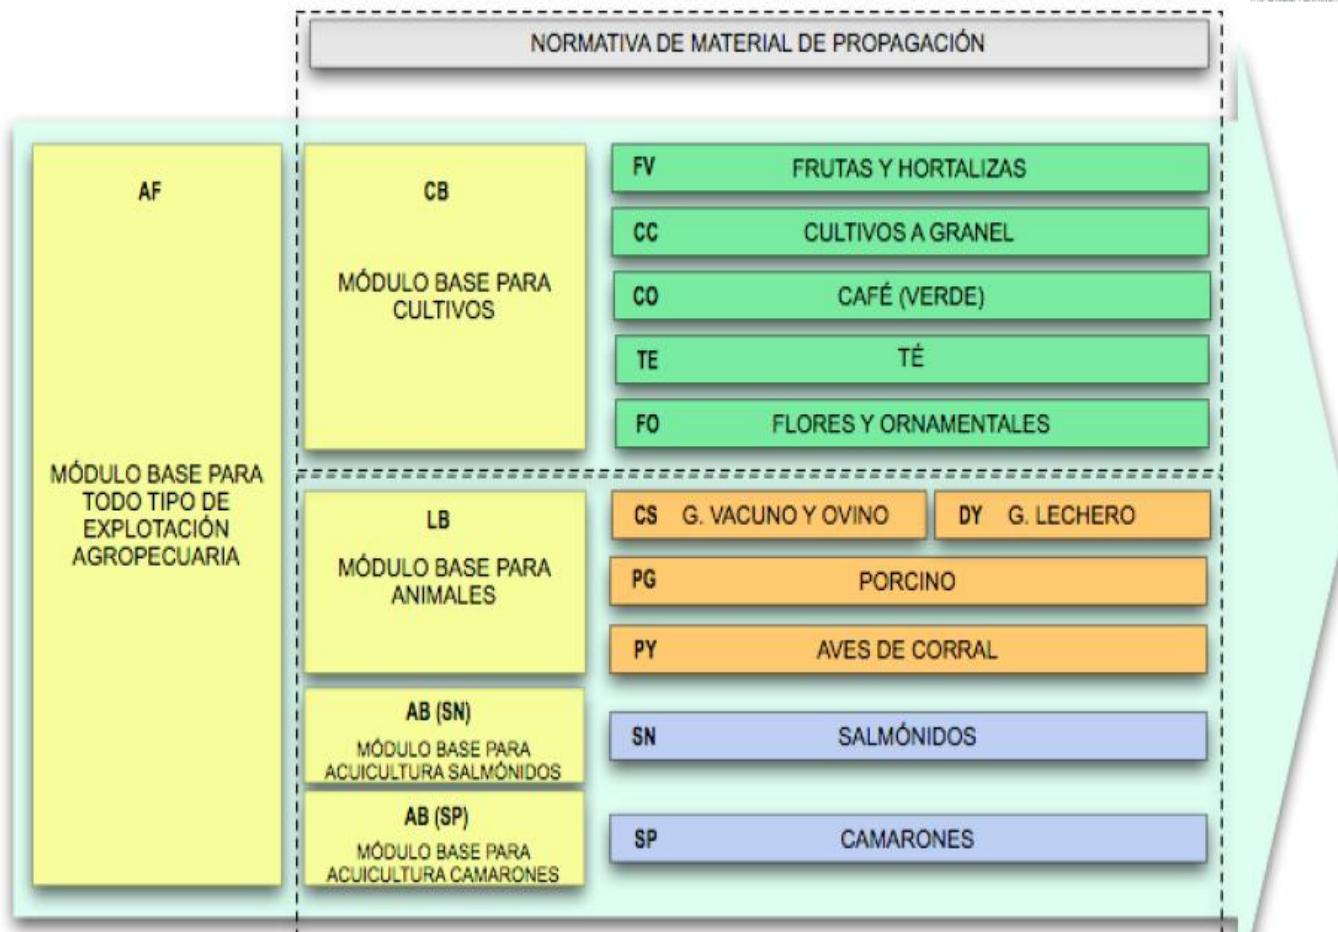 NORMATIVA DE MATERIAL DE PROPAGACIÓN
AF
MÓDULO BASE PARA
TODO TIPO DE
EXPLOTACIÓN
AGROPECUARIA
CB
MÓDULO BASE PARA
CULTIVOS
FV FRUTAS Y HORTALIZAS
CC CULTIVOS A GRANEL
CO CAFÉ (VERDE)
TE TÉ
FO FLORES Y ORNAMENTALES
LB
MÓDULO BASE PARA
ANIMALES
CS G. VACUNO Y OVINO
DY G. LECHERO
PG PORCINO
PY AVES DE CORRAL
AB (SN)
MÓDULO BASE PARA
ACUICULTURA SALMÓNIDOS
SN SALMÓNIDOS
AB (SP)
MÓDULO BASE PARA
ACUICULTURA CAMARONES
SP CAMARONES